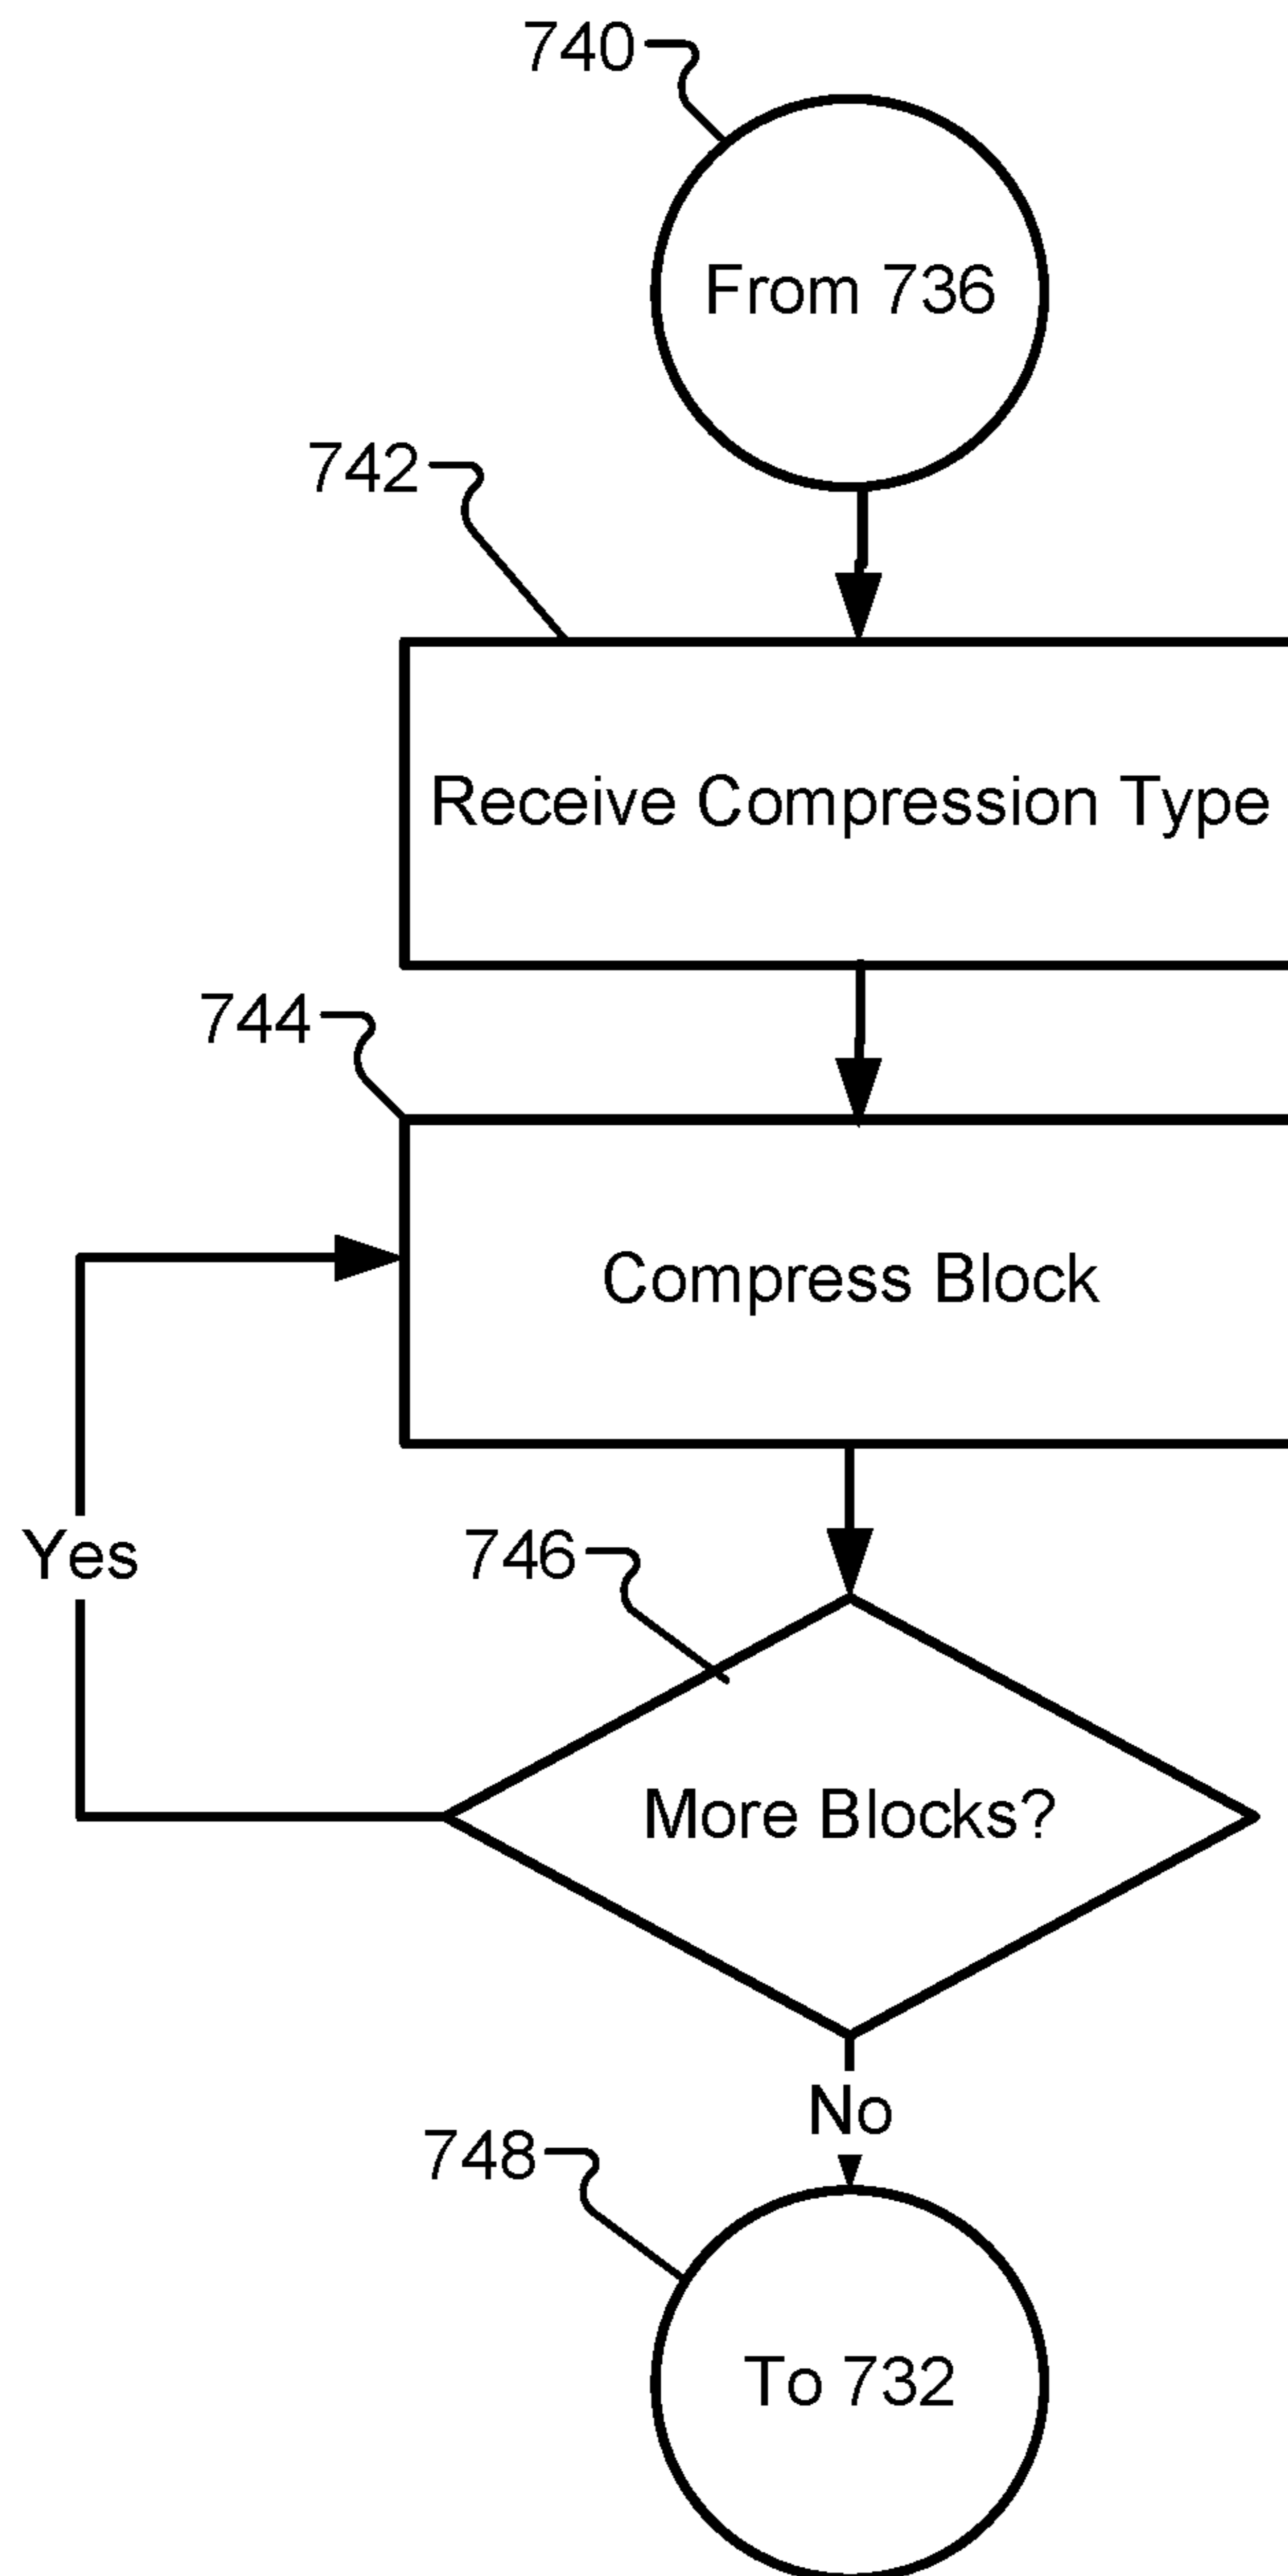 740
From 736
742
Receive Compression Type
744
Compress Block
Yes
746
More Blocks?
No
748
To 732